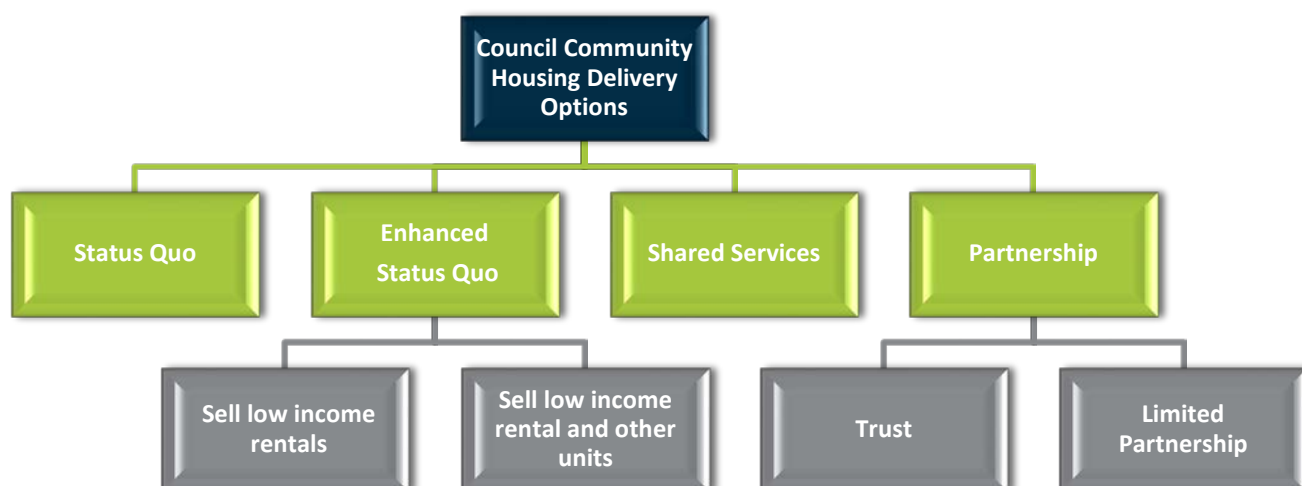 Council Community
Housing Delivery
Options
Status Quo
Enhanced
Status Quo
Shared Services
Partnership
Sell low income
rentals
Sell low income
rental and other
units
Trust
Limited
Partnership